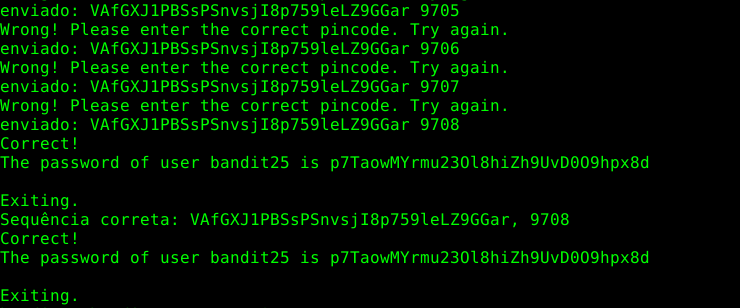 enviado: VAfGXJ1PBSsPSnvsjI8p759leLZ9GGar 9705
Wrong! Please enter the correct pincode. Try again.
enviado: VAfGXJ1PBSsPSnvsjI8p759leLZ9GGar 9706
Wrong! Please enter the correct pincode. Try again.
enviado: VAfGXJ1PBSsPSnvsjI8p759leLZ9GGar 9707
Wrong! Please enter the correct pincode. Try again.
enviado: VAfGXJ1PBSsPSnvsjI8p759leLZ9GGar 9708
Correct!
The password of user bandit25 is p7TaowMYrmu23Ol8hiZh9UvD0O9hpx8d
Exiting.
Sequência correta: VAfGXJ1PBSsPSnvsjI8p759leLZ9GGar, 9708
Correct!
The password of user bandit25 is p7TaowMYrmu23Ol8hiZh9UvD0O9hpx8d
Exiting.